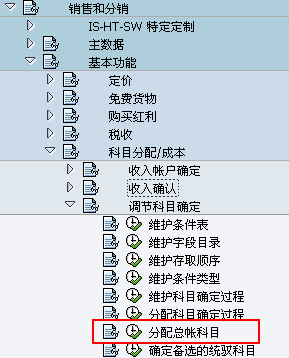 销售和分销
IS-HT-SW 特定定制
主数据
基本功能
定价
免费货物
购买红利
税收
科目分配/成本
收入帐户确定
收入确认
调节科目确定
维护条件表
维护字段目录
维护存取顺序
维护条件类型
维护科目确定过程
分配科目确定过程
分配总帐科目
确定备选的统驭科目